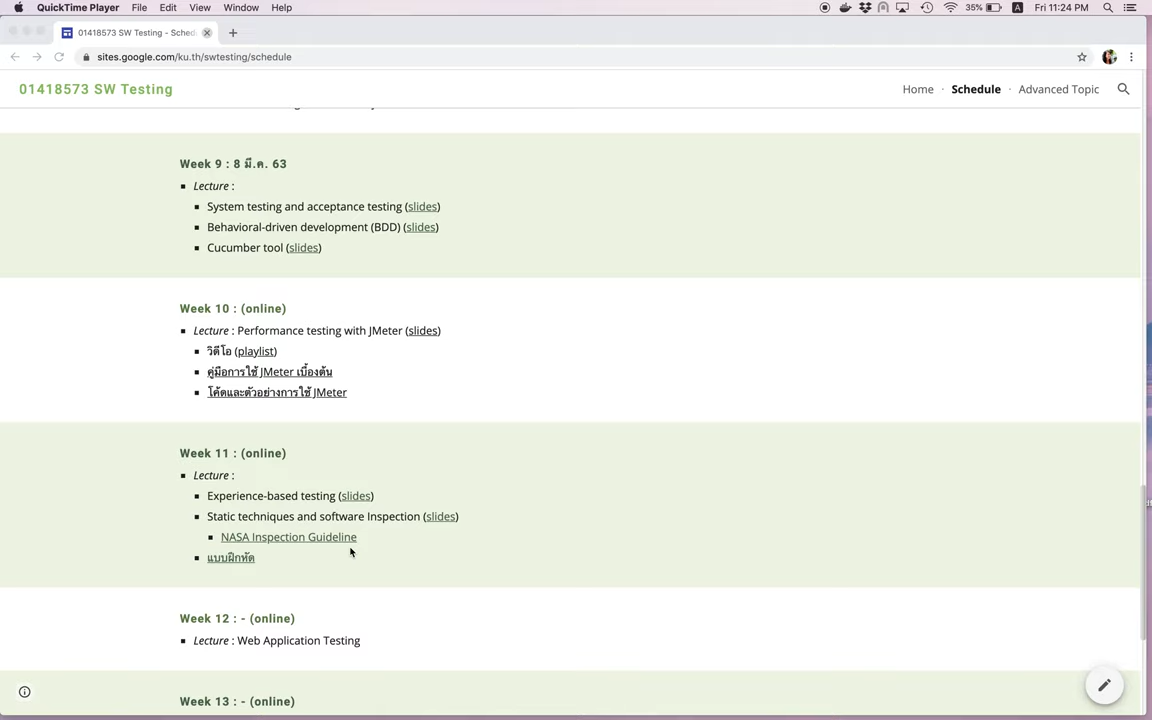 QuickTime Player File Edit View Window Help 35% A Fri 11:24 PM
01418573 SW Testing - Sched
sites.google.com/ku.th/swtesting/schedule
01418573 SW Testing Home · Schedule · Advanced Topic
Week 9 : 8 มี.ค. 63
Lecture :
System testing and acceptance testing (slides)
Behavioral-driven development (BDD) (slides)
Cucumber tool (slides)
Week 10 : (online)
Lecture : Performance testing with JMeter (slides)
วิดีโอ (playlist)
คู่มือการใช้ JMeter เบื้องต้น
โค้ดและตัวอย่างการใช้ JMeter
Week 11 : (online)
Lecture :
Experience-based testing (slides)
Static techniques and software Inspection (slides)
NASA Inspection Guideline
แบบฝึกหัด
Week 12 : - (online)
Lecture : Web Application Testing
Week 13 : - (online)